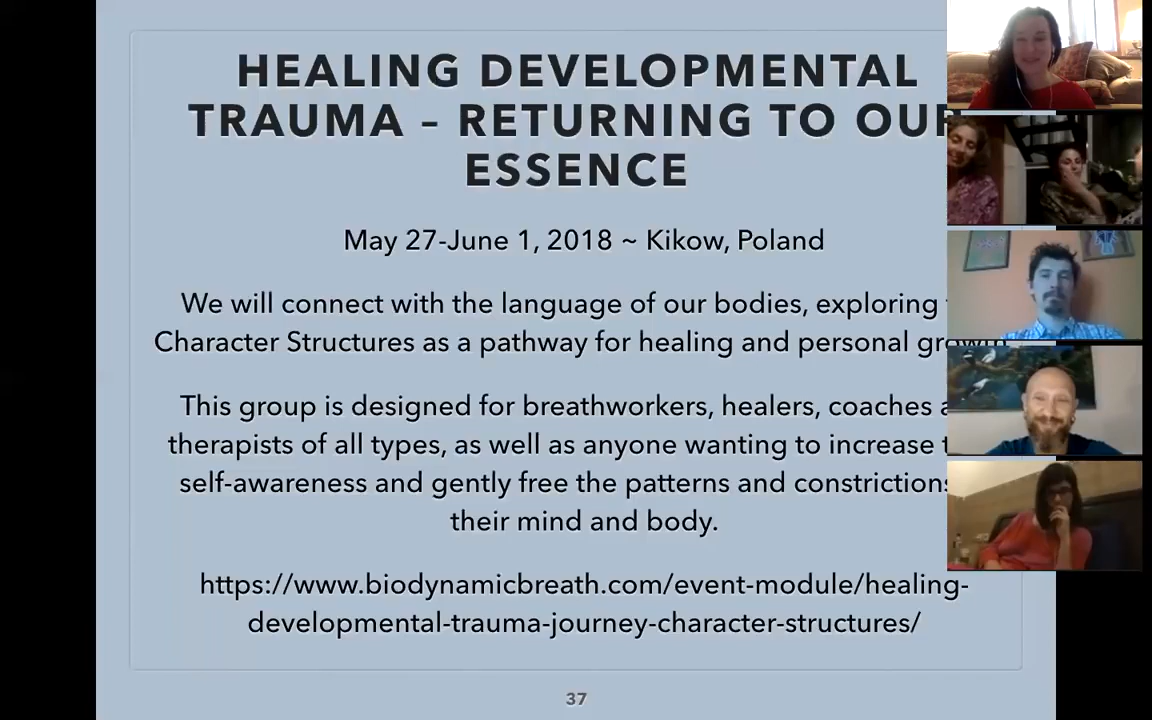 HEALING DEVELOPMENTAL
TRAUMA – RETURNING TO OUR
ESSENCE
May 27-June 1, 2018 ~ Kikow, Poland
We will connect with the language of our bodies, exploring
Character Structures as a pathway for healing and personal growth
This group is designed for breathworkers, healers, coaches
therapists of all types, as well as anyone wanting to increase
self-awareness and gently free the patterns and constrictions
their mind and body.
https://www.biodynamicbreath.com/event-module/healing-
developmental-trauma-journey-character-structures/
37